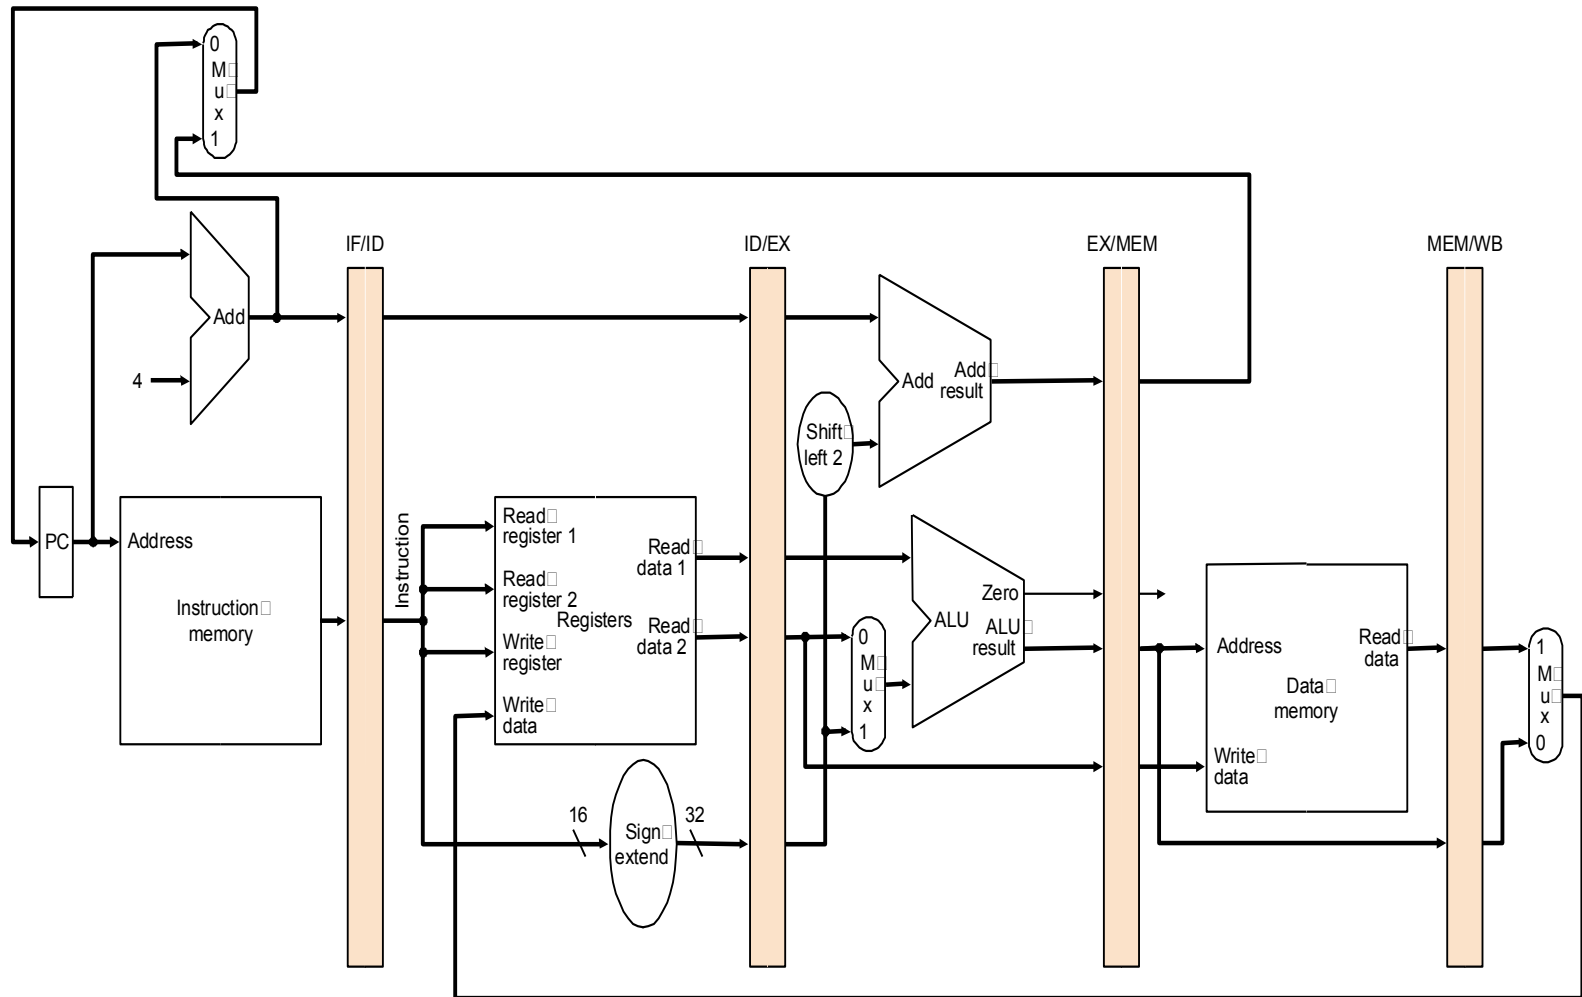 0
M
u
x
1
IF/ID
ID/EX
EX/MEM
MEM/WB
Add
4
Add
Add
result
Shift
left 2
PC
Address
Instruction
memory
Instruction
Read
register 1
Read
register 2
Write
register
Write
data
Registers
Read
data 1
Read
data 2
16
Sign
extend
32
0
M
u
x
1
Zero
ALU
ALU
result
Address
Read
data
Data
memory
Write
data
1
M
u
x
0